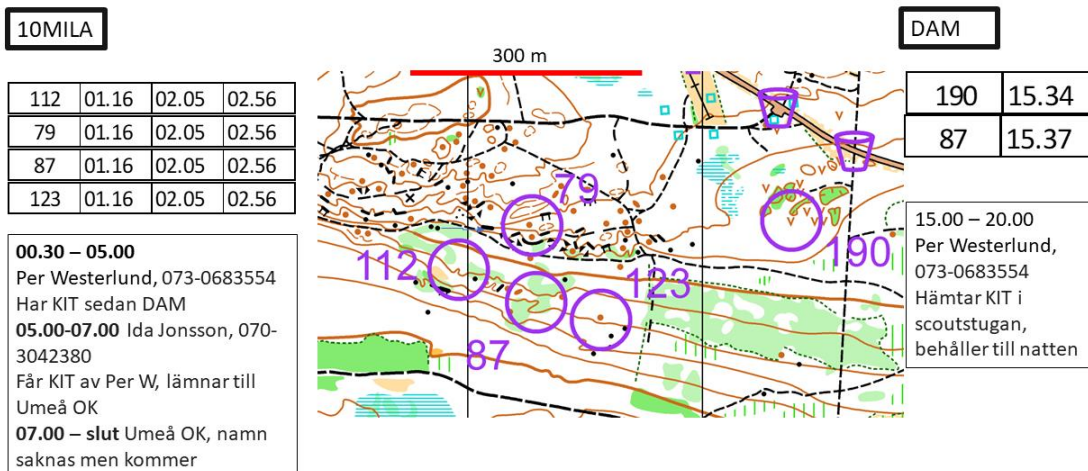 10MILA
112 01.16 02.05 02.56
79 01.16 02.05 02.56
87 01.16 02.05 02.56
123 01.16 02.05 02.56
00.30 – 05.00
Per Westerlund, 073-0683554
Har KIT sedan DAM
05.00-07.00 Ida Jonsson, 070-
3042380
Får KIT av Per W, lämnar till
Umeå OK
07.00 – slut Umeå OK, namn
saknas men kommer
300 m
79
112
123
190
87
DAM
190 15.34
87 15.37
15.00 – 20.00
Per Westerlund,
073-0683554
Hämtar KIT i
scoutstugan,
behåller till natten